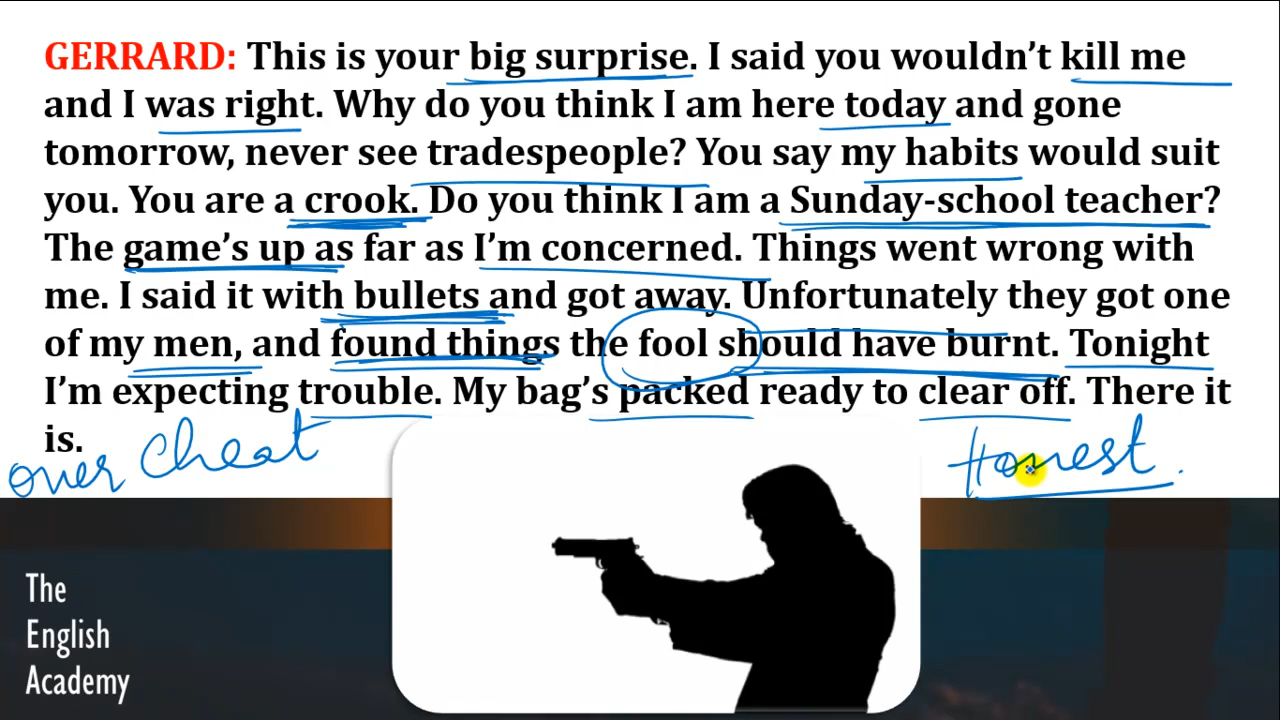 GERRARD: This is your big surprise. I said you wouldn't kill me
and I was right. Why do you think I am here today and gone
tomorrow, never see tradespeople? You say my habits would suit
you. You are a crook. Do you think I am a Sunday-school teacher?
The game's up as far as I'm concerned. Things went wrong with
me. I said it with bullets and got away. Unfortunately they got one
of my men, and found things the fool should have burnt. Tonight
I'm expecting trouble. My bag's packed ready to clear off. There it
is.
over cheat
Honest.
The
English
Academy